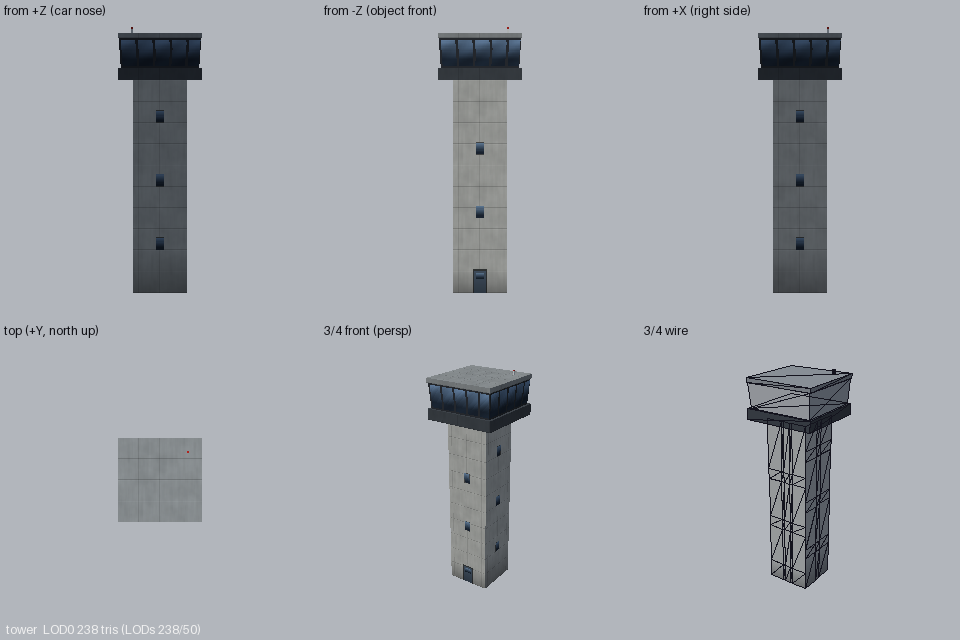 from +Z (car nose)
from -Z (object front)
from +X (right side)
top (+Y, north up)
3/4 front (persp)
3/4 wire
tower  LOD0 238 tris (LODs 238/50)